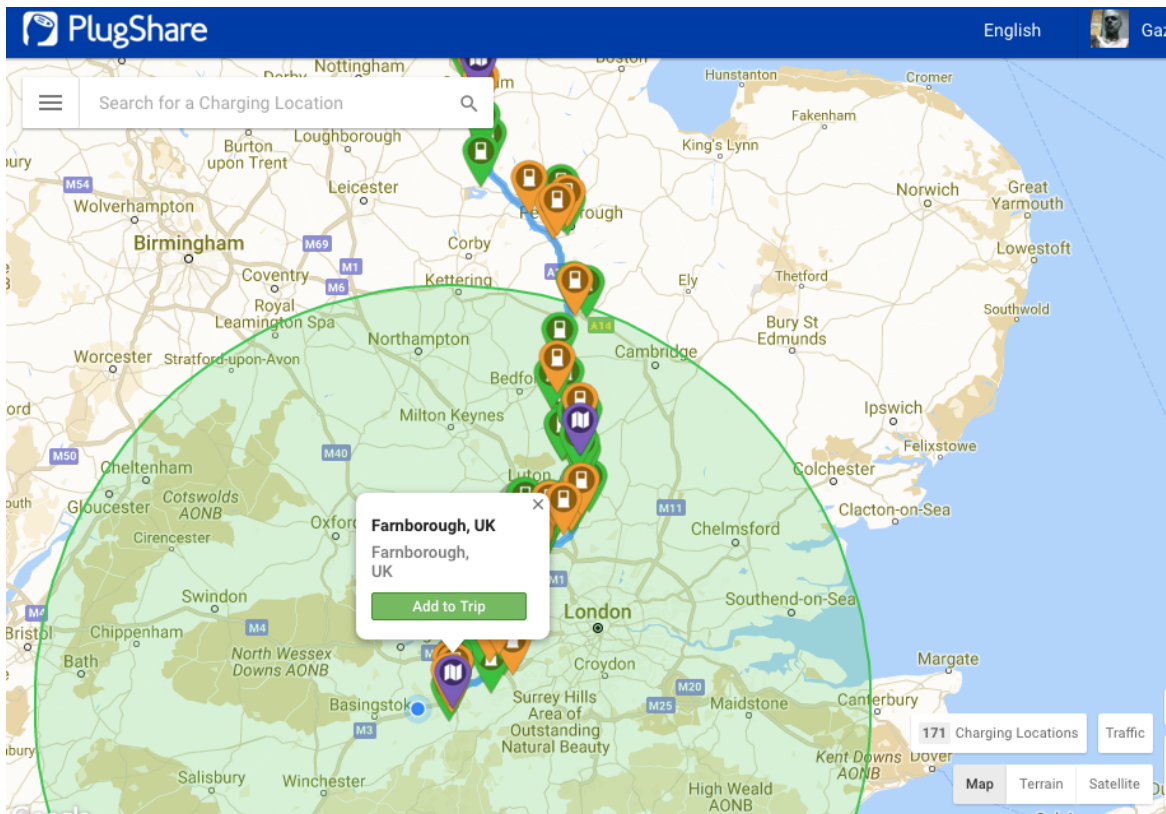 PlugShare
English
Gaz
Nottingham
Boston
Derby
Hunstanton
Cromer
Search for a Charging Location
Fakenham
Burton
upon Trent
Loughborough
King's Lynn
M54
Leicester
Norwich
Great
Yarmouth
Wolverhampton
Birmingham
M69
Corby
Lowestoft
M1
Coventry
M6
Kettering
Ely
Thetford
Royal
Leamington Spa
Southwold
A14
Bury St
Edmunds
Northampton
Cambridge
Worcester
Stratford-upon-Avon
Bedfo
Milton Keynes
Ipswich
M50
M40
Felixstowe
Cheltenham
Luton
Colchester
Gloucester
Cotswolds
AONB
M11
Clacton-on-Sea
Cirencester
Oxfor
Chelmsford
Farnborough, UK
Farnborough,
UK
Add to Trip
M1
Swindon
London
Southend-on-Sea
M4
Bristol
Chippenham
M4
Bath
North Wessex
Downs AONB
Croydon
Margate
M20
Basingstok
Surrey Hills
Area of
Outstanding
Natural Beauty
M25
Maidstone
Canterbury
M3
171 Charging Locations
Traffic
Kent Downs
AONB
Dover
Salisbury
Winchester
High Weald
AONB
Map
Terrain
Satellite